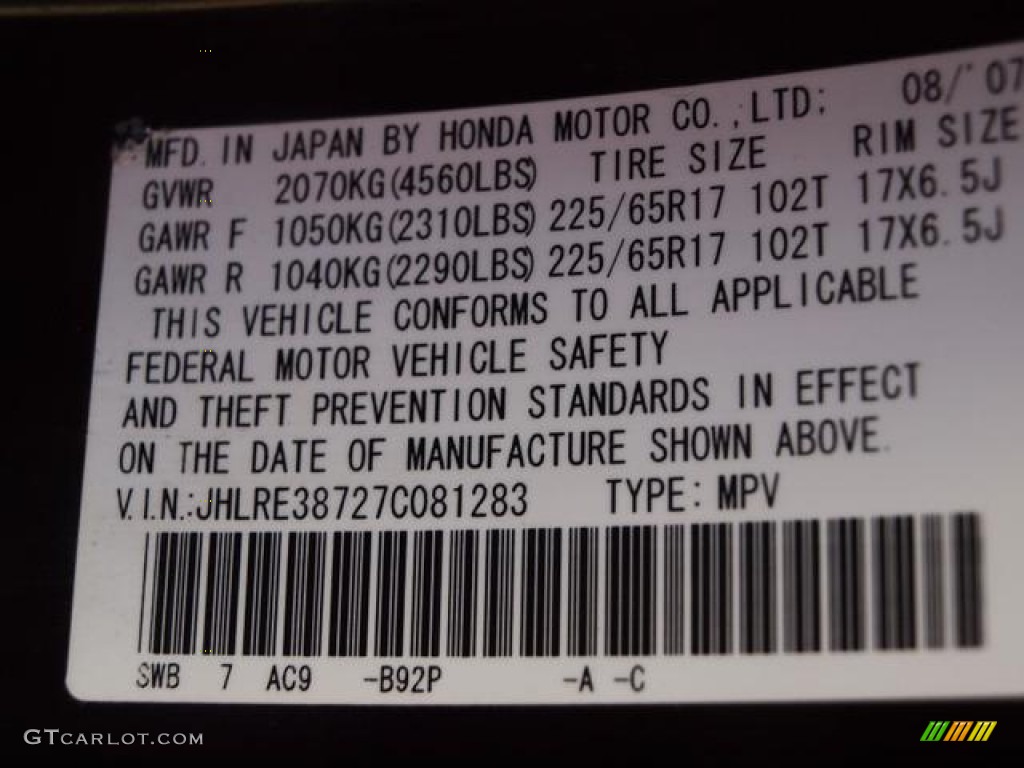 08/'07
MFD. IN JAPAN BY HONDA MOTOR CO., LTD:
GVWR 2070KG(4560LBS) TIRE SIZE RIM SIZE
GAWR F 1050KG(2310LBS) 225/65R17 102T 17X6.5J
GAWR R 1040KG(2290LBS) 225/65R17 102T 17X6.5J
THIS VEHICLE CONFORMS TO ALL APPLICABLE
FEDERAL MOTOR VEHICLE SAFETY
AND THEFT PREVENTION STANDARDS IN EFFECT
ON THE DATE OF MANUFACTURE SHOWN ABOVE.
V.I.N.:JHLRE38727C081283 TYPE: MPV
SWB 7 AC9 -B92P -A -C
GTCARLOT.COM